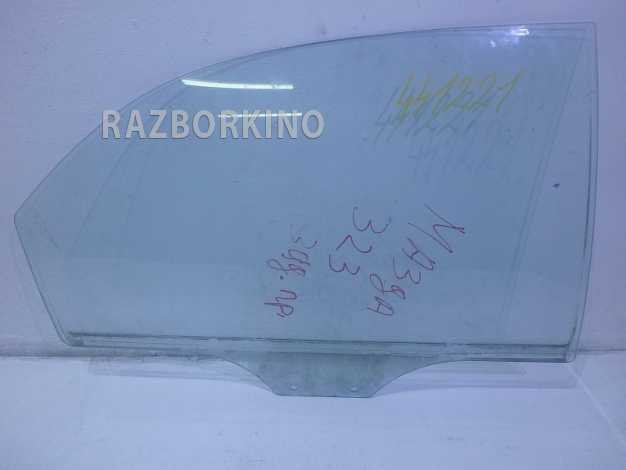 441221
RAZBORKINO
МАЗДА
323
зад. пр.